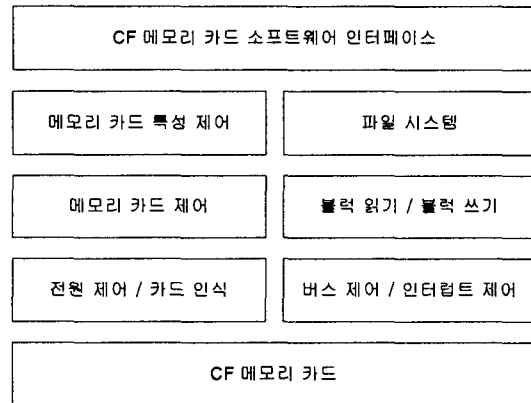 CF 메모리 카드 소프트웨어 인터페이스
메모리 카드 특성 제어
파일 시스템
메모리 카드 제어
블럭 읽기 / 블럭 쓰기
전원 제어 / 카드 인식
버스 제어 / 인터럽트 제어
CF 메모리 카드